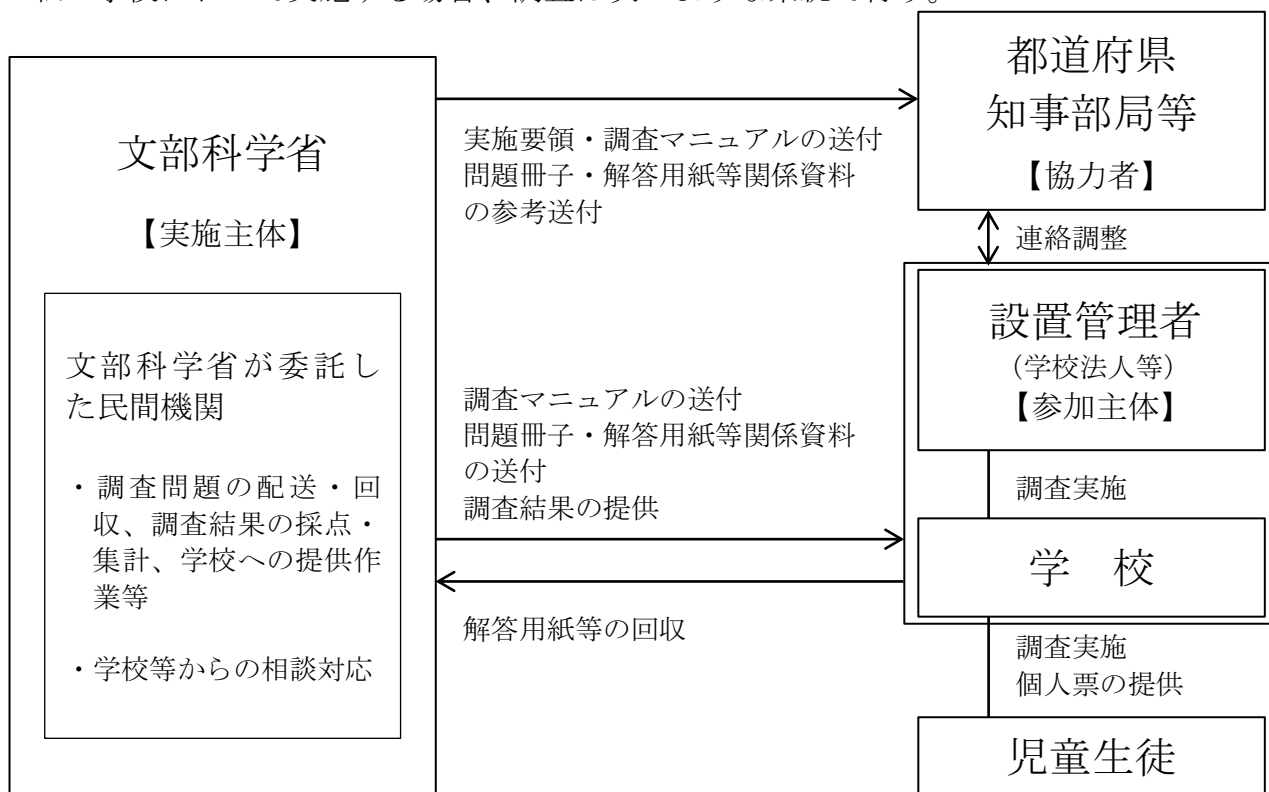 文部科学省
【実施主体】
文部科学省が委託し
た民間機関
・調査問題の配送・回
収、調査結果の採点・
集計、学校への提供作
業等
・学校等からの相談対応
実施要領・調査マニュアルの送付
問題冊子・解答用紙等関係資料
の参考送付
調査マニュアルの送付
問題冊子・解答用紙等関係資料
の送付
調査結果の提供
解答用紙等の回収
都道府県
知事部局等
【協力者】
連絡調整
設置管理者
(学校法人等)
【参加主体】
調査実施
学　校
調査実施
個人票の提供
児童生徒